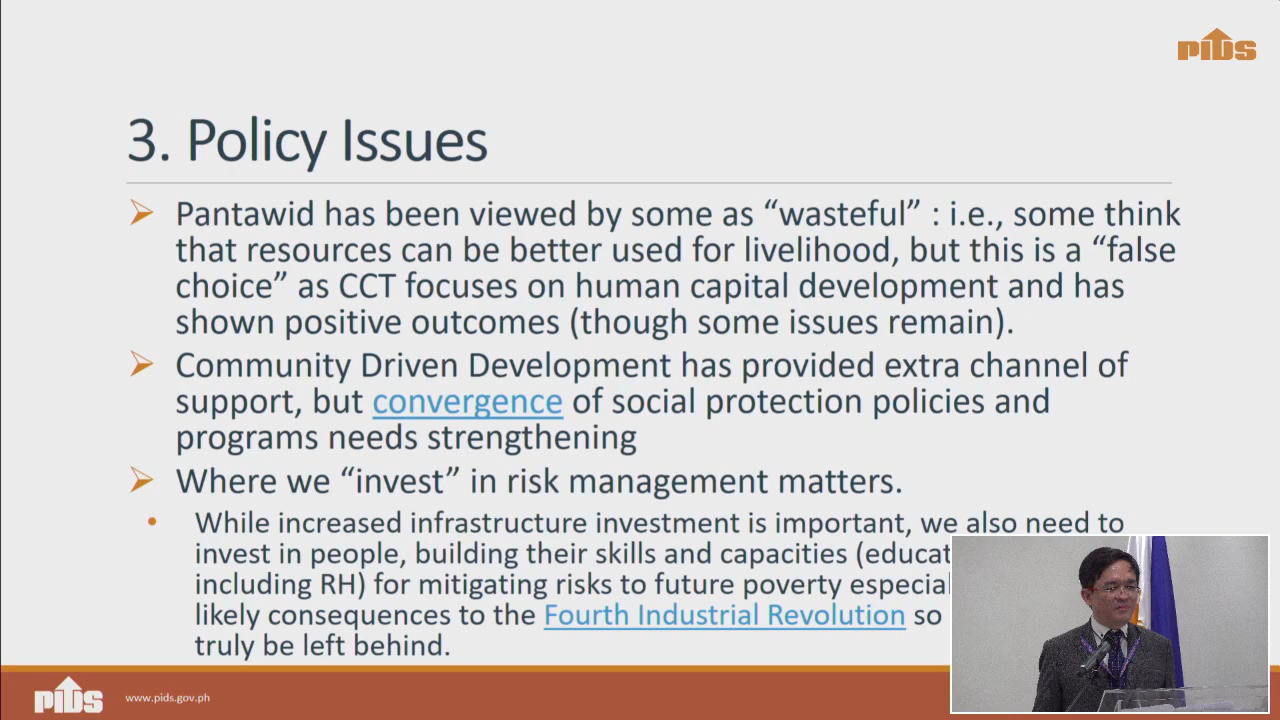 PIDS
3. Policy Issues
Pantawid has been viewed by some as “wasteful” : i.e., some think
that resources can be better used for livelihood, but this is a “false
choice” as CCT focuses on human capital development and has
shown positive outcomes (though some issues remain).
Community Driven Development has provided extra channel of
support, but convergence of social protection policies and
programs needs strengthening
Where we “invest” in risk management matters.
While increased infrastructure investment is important, we also need to
invest in people, building their skills and capacities (educat
including RH) for mitigating risks to future poverty especial
likely consequences to the Fourth Industrial Revolution so
truly be left behind.
PIDS
www.pids.gov.ph